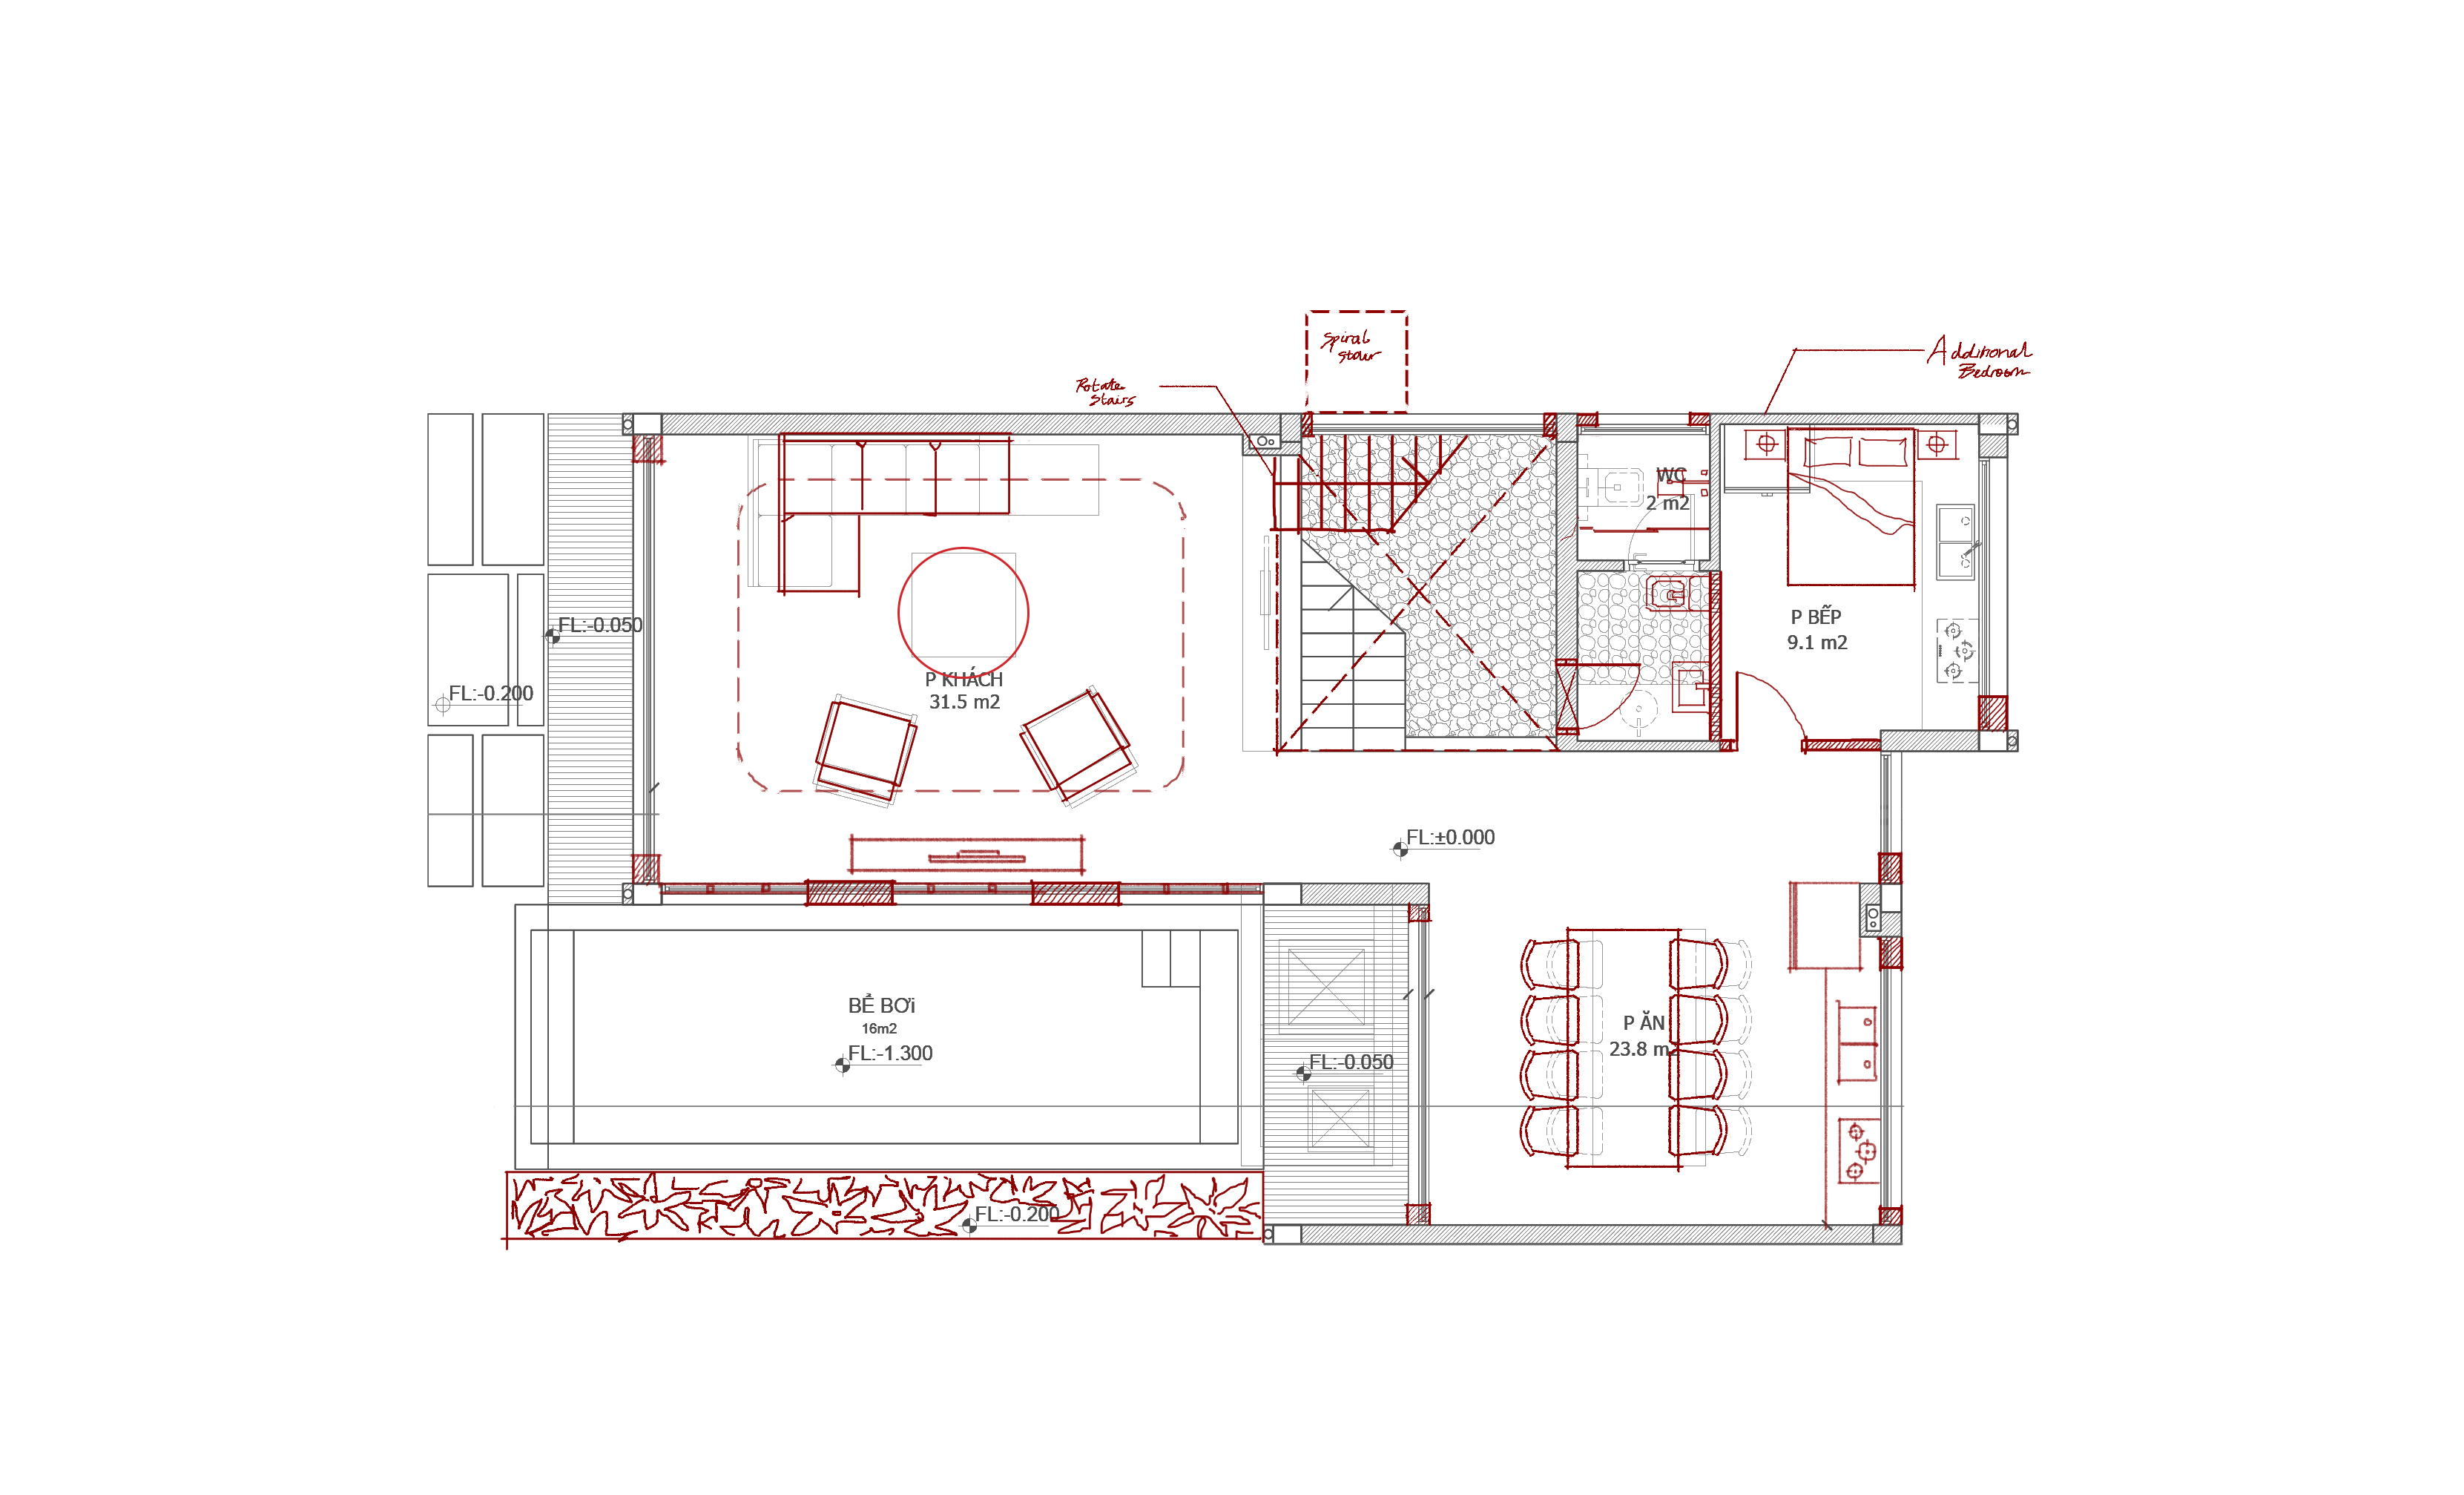 Spiral
Stair
Rotate
Stairs
Additional
Bedroom
WC
2 m2
P BẾP
9.1 m2
FL:-0.050
FL:-0.200
P KHÁCH
31.5 m2
FL:±0.000
BỂ BƠi
16m2
FL:-1.300
P ĂN
23.8 m2
FL:-0.050
FL:-0.200